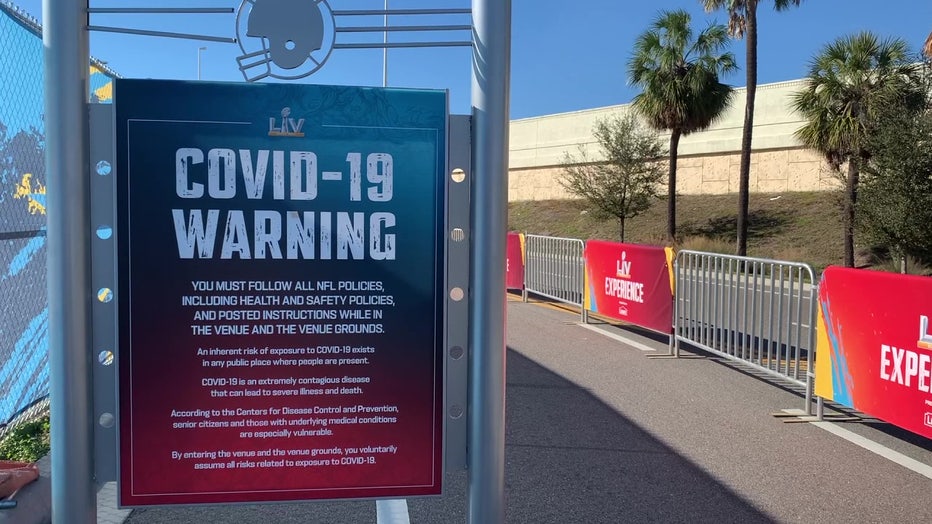 LIV
COVID-19
WARNING
YOU MUST FOLLOW ALL NFL POLICIES,
INCLUDING HEALTH AND SAFETY POLICIES,
AND POSTED INSTRUCTIONS WHILE IN
THE VENUE AND THE VENUE GROUNDS.
An inherent risk of exposure to COVID-19 exists
in any public place where people are present.
COVID-19 is an extremely contagious disease
that can lead to severe illness and death.
According to the Centers for Disease Control and Prevention,
senior citizens and those with underlying medical conditions
are especially vulnerable.
By entering the venue and the venue grounds, you voluntarily
assume all risks related to exposure to COVID-19.
LIV
EXPERIENCE
L
EXPE